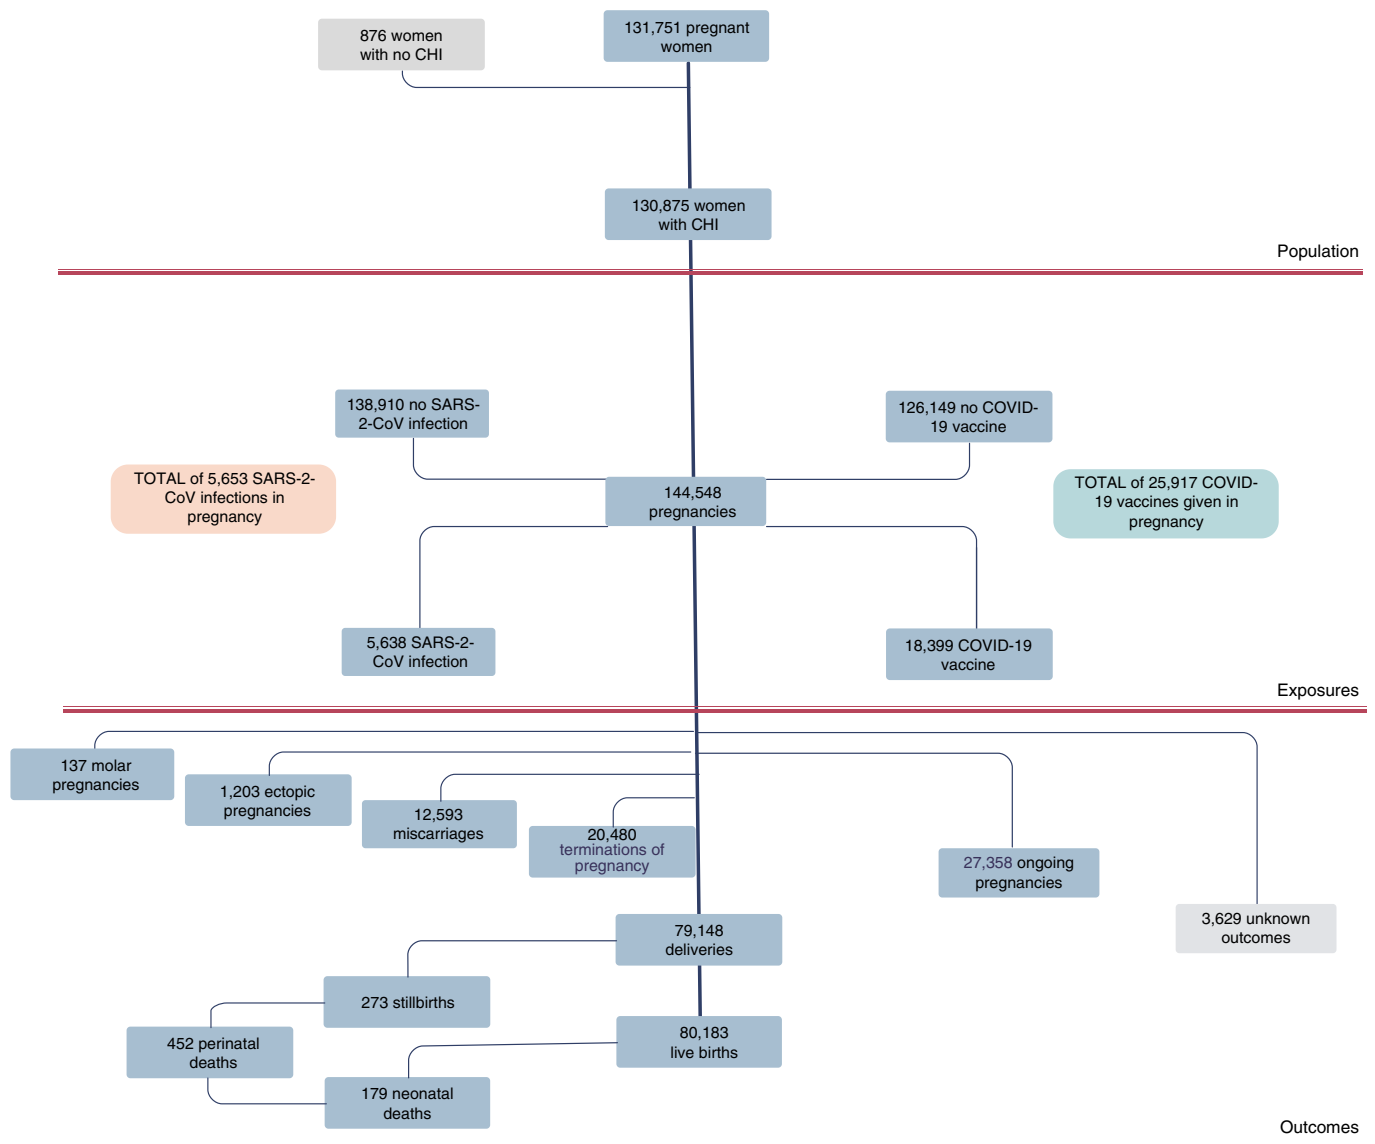 876 women
with no CHI
131,751 pregnant
women
130,875 women
with CHI
Population
138,910 no SARS-
2-CoV infection
126,149 no COVID-
19 vaccine
TOTAL of 5,653 SARS-2-
CoV infections in
pregnancy
144,548
pregnancies
TOTAL of 25,917 COVID-
19 vaccines given in
pregnancy
5,638 SARS-2-
CoV infection
18,399 COVID-19
vaccine
Exposures
137 molar
pregnancies
1,203 ectopic
pregnancies
12,593
miscarriages
20,480
terminations of
pregnancy
27,358 ongoing
pregnancies
3,629 unknown
outcomes
79,148
deliveries
273 stillbirths
452 perinatal
deaths
80,183
live births
179 neonatal
deaths
Outcomes